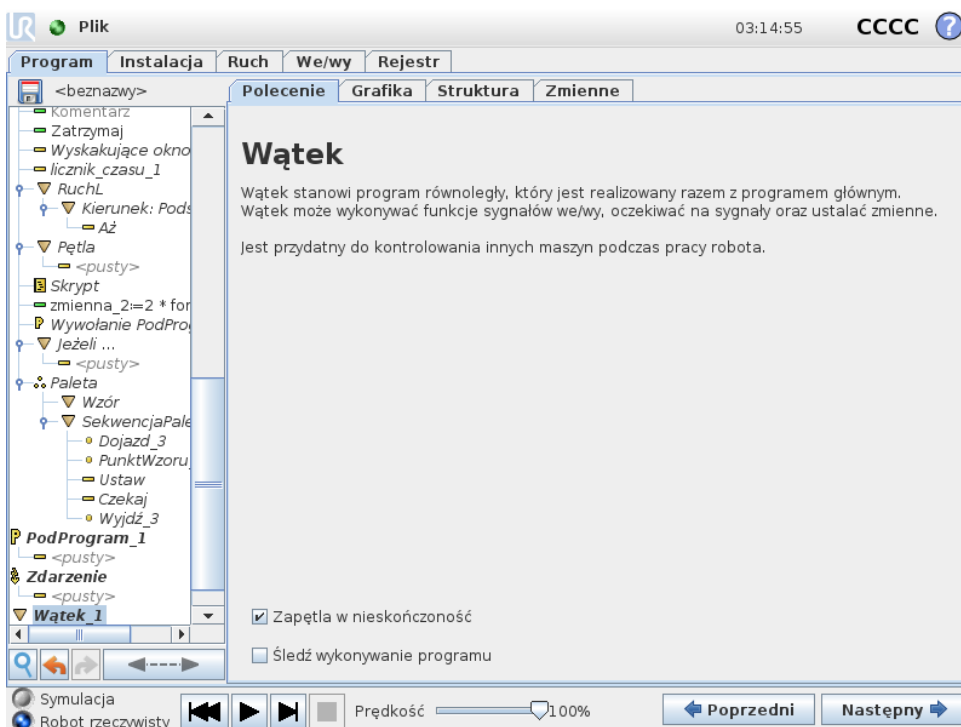 UR Plik 03:14:55 CCCC ?
Program Instalacja Ruch We/wy Rejestr
<beznazwy>
Polecenie Grafika Struktura Zmienne
Komentarz
Zatrzymaj
Wyskakujące okno
licznik_czasu_1
RuchL
Kierunek: Pods
Aż
Pętla
<pusty>
Skrypt
zmienna_2:=2 * for
P Wywołanie PodProg
Jeżeli ...
<pusty>
Paleta
Wzór
SekwencjaPale
Dojazd_3
PunktWzoru_
Ustaw
Czekaj
Wyjdź_3
P PodProgram_1
<pusty>
Zdarzenie
<pusty>
Wątek_1
Wątek
Wątek stanowi program równoległy, który jest realizowany razem z programem głównym.
Wątek może wykonywać funkcje sygnałów we/wy, oczekiwać na sygnały oraz ustalać zmienne.
Jest przydatny do kontrolowania innych maszyn podczas pracy robota.
Zapętla w nieskończoność
Śledź wykonywanie programu
Symulacja
Robot rzeczywisty
Prędkość 100%
Poprzedni Następny